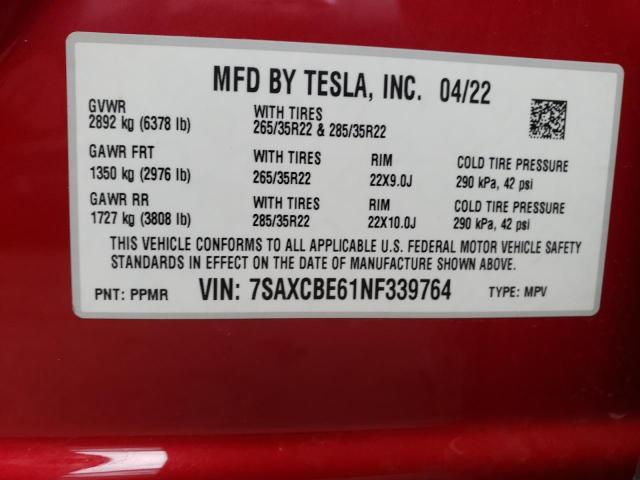 MFD BY TESLA, INC. 04/22
GVWR WITH TIRES
2892 kg (6378 lb) 265/35R22 & 285/35R22
GAWR FRT WITH TIRES RIM COLD TIRE PRESSURE
1350 kg (2976 lb) 265/35R22 22X9.0J 290 kPa, 42 psi
GAWR RR WITH TIRES RIM COLD TIRE PRESSURE
1727 kg (3808 lb) 285/35R22 22X10.0J 290 kPa, 42 psi
THIS VEHICLE CONFORMS TO ALL APPLICABLE U.S. FEDERAL MOTOR VEHICLE SAFETY
STANDARDS IN EFFECT ON THE DATE OF MANUFACTURE SHOWN ABOVE.
PNT: PPMR VIN: 7SAXCBE61NF339764 TYPE: MPV